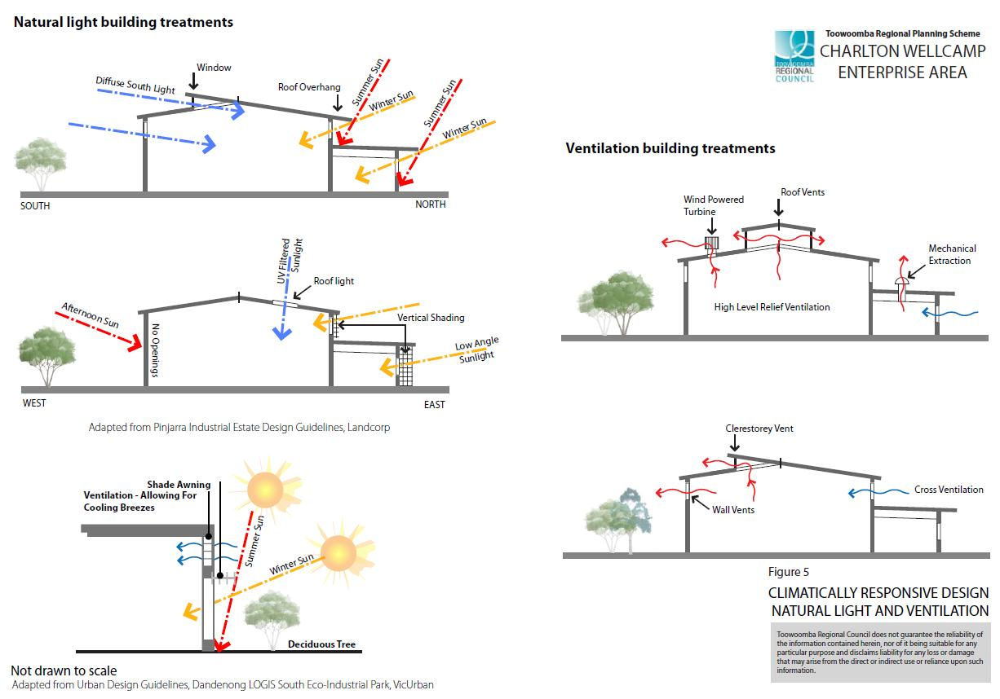 Natural light building treatments
Window
Diffuse South Light
Roof Overhang
Summer Sun
Winter Sun
Summer Sun
Winter Sun
SOUTH
NORTH
UV Filtered
Sunlight
Roof light
Afternoon Sun
No Openings
Vertical Shading
Low Angle
Sunlight
WEST
EAST
Adapted from Pinjarra Industrial Estate Design Guidelines, Landcorp
Shade Awning
Ventilation - Allowing For
Cooling Breezes
Summer Sun
Winter Sun
Deciduous Tree
Not drawn to scale
Adapted from Urban Design Guidelines, Dandenong LOGIS South Eco-Industrial Park, VicUrban
TOOWOOMBA
REGIONAL
COUNCIL
Toowoomba Regional Planning Scheme
CHARLTON WELLCAMP
ENTERPRISE AREA
Ventilation building treatments
Wind Powered
Turbine
Roof Vents
Mechanical
Extraction
High Level Relief Ventilation
Clerestorey Vent
Cross Ventilation
Wall Vents
Figure 5
CLIMATICALLY RESPONSIVE DESIGN
NATURAL LIGHT AND VENTILATION
Toowoomba Regional Council does not guarantee the reliability of
the information contained herein, nor of it being suitable for any
particular purpose and disclaims liability for any loss or damage
that may arise from the direct or indirect use or reliance upon such
information.